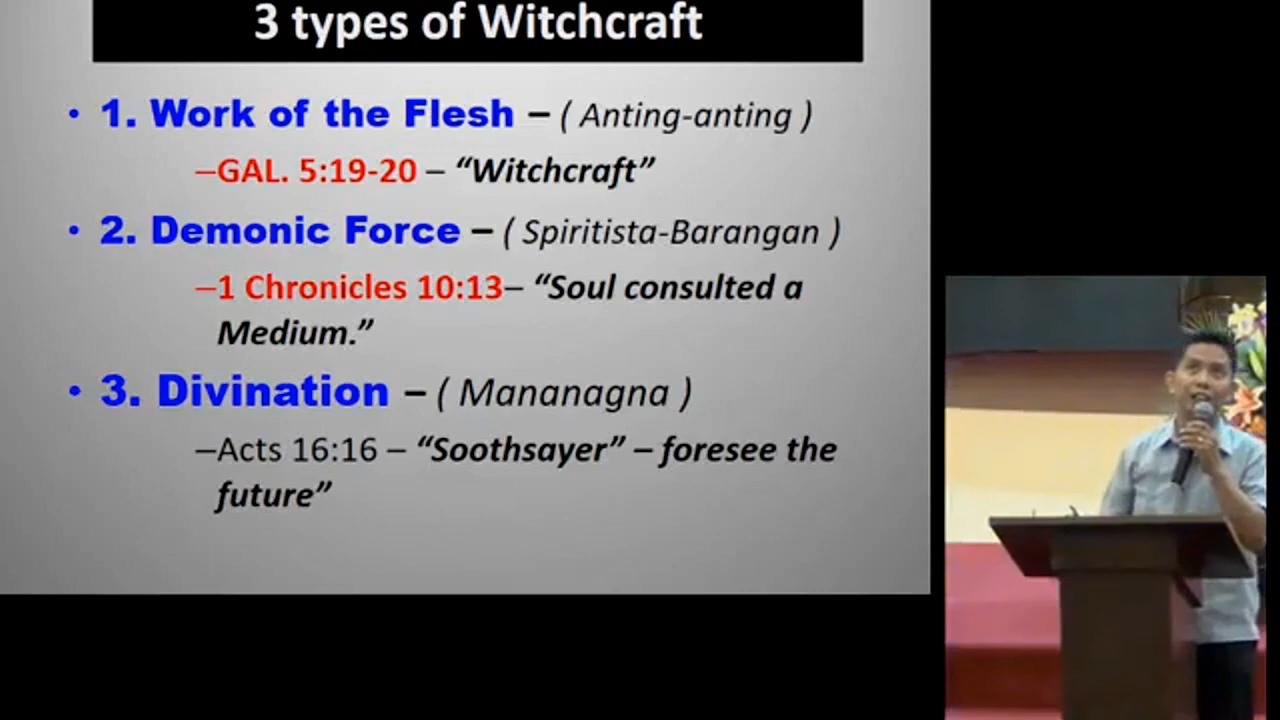 3 types of Witchcraft
• 1. Work of the Flesh – ( Anting-anting )
–GAL. 5:19-20 – “Witchcraft”
• 2. Demonic Force – ( Spiritista-Barangan )
–1 Chronicles 10:13– “Soul consulted a
Medium.”
• 3. Divination – ( Mananagna )
–Acts 16:16 – “Soothsayer” – foresee the
future”